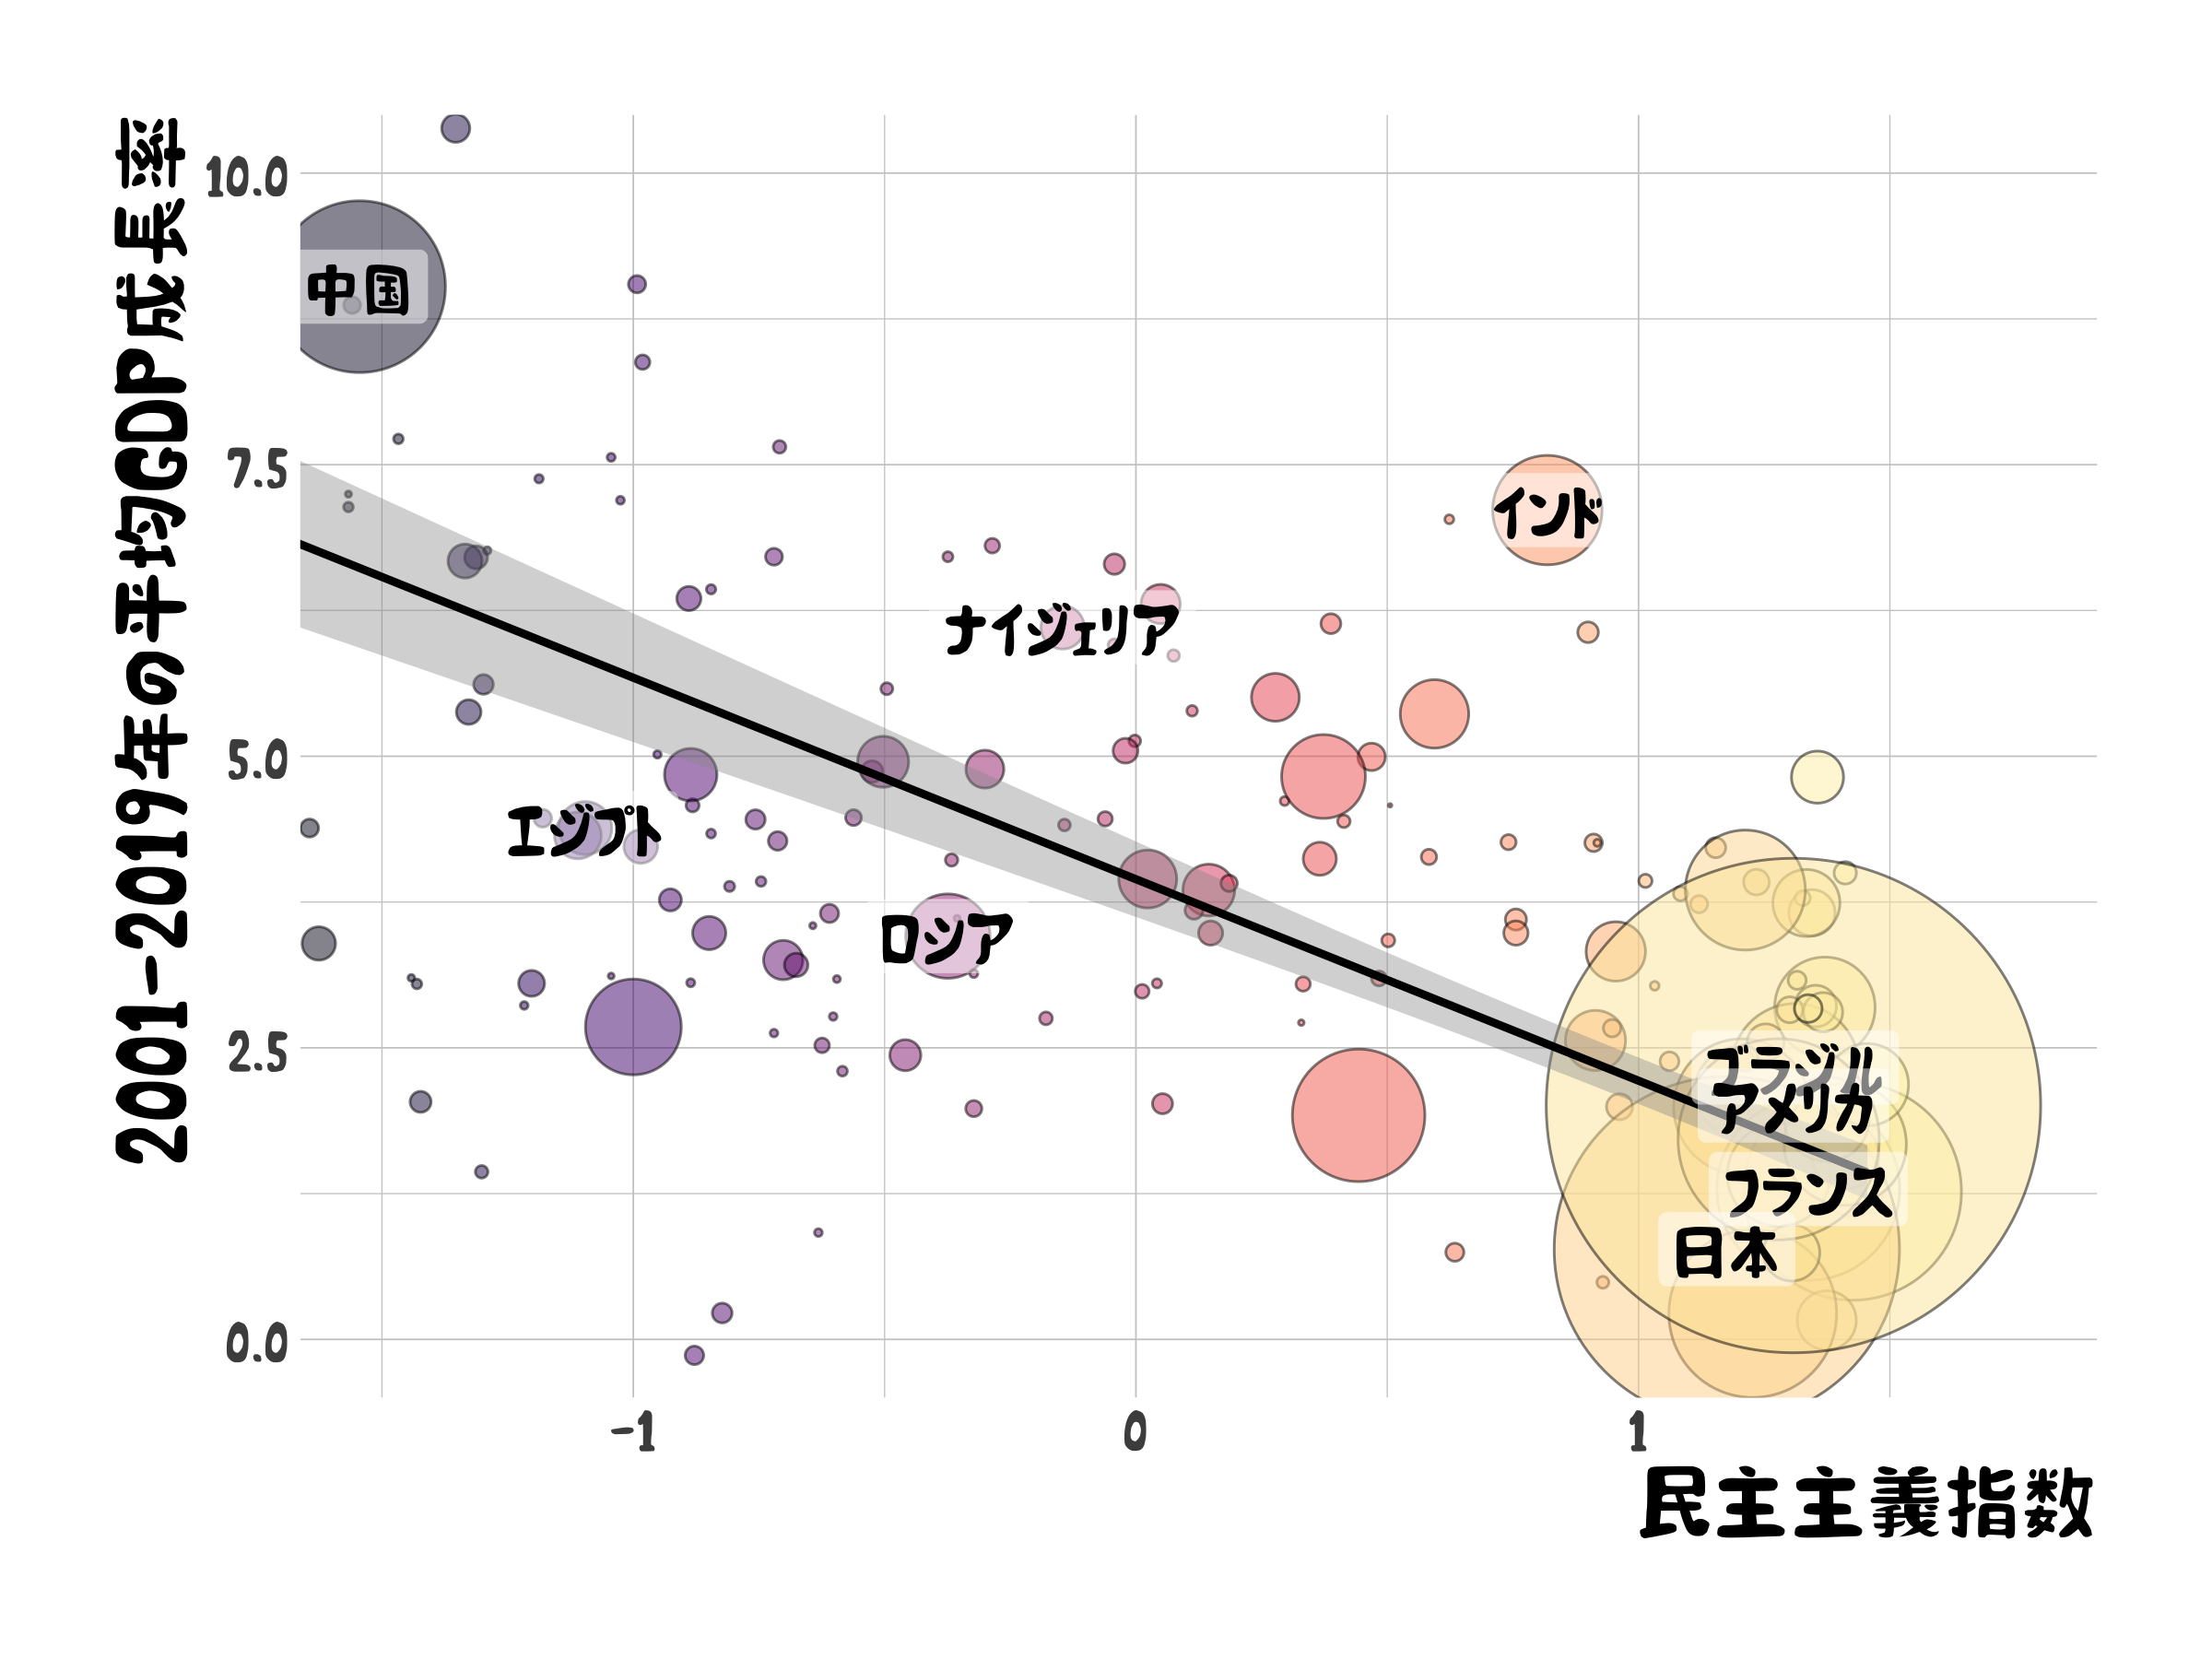 2001-2019年の平均GDP成長率
10.0
7.5
5.0
2.5
0.0
中国
インド
ナイジェリア
エジプト
ロシア
ブラジル
アメリカ
フランス
日本
-1
0
1
民主主義指数